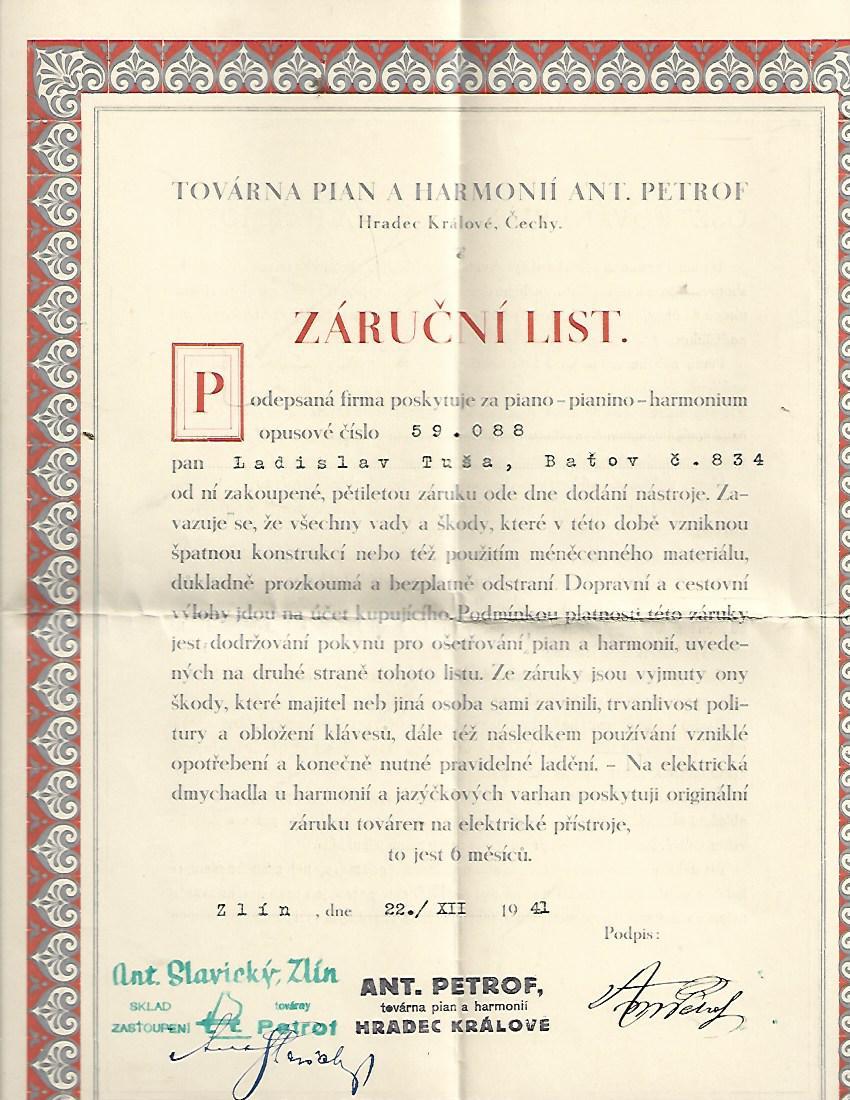 TOVÁRNA PIAN A HARMONIÍ ANT. PETROF
Hradec Králové, Čechy.
ZÁRUČNÍ LIST.
Podepsaná firma poskytuje za piano-pianino-harmonium
opusové číslo 59.088
pan Ladislav Tuša, Baťov č.834
od ní zakoupené, pětiletou záruku ode dne dodání nástroje. Za-
vazuje se, že všechny vady a škody, které v této době vzniknou
špatnou konstrukcí nebo též použitím méněcenného materiálu,
důkladně prozkoumá a bezplatně odstraní. Dopravní a cestovní
výlohy jdou na účet kupujícího. Podmínkou platnosti této záruky
jest dodržování pokynů pro ošetřování pian a harmonií, uvede-
ných na druhé straně tohoto listu. Ze záruky jsou vyjmuty ony
škody, které majitel neb jiná osoba sami zavinili, trvanlivost poli-
tury a obložení klávesů, dále též následkem používání vzniklé
opotřebení a konečně nutné pravidelné ladění. – Na elektrická
dmychadla u harmonií a jazýčkových varhan poskytuji originální
záruku továren na elektrické přístroje,
to jest 6 měsíců.
Zlín , dne 22./XII 19 41
Podpis:
Ant. Slavický, Zlín
SKLAD továrny
ZASTOUPENÍ Petrof
ANT. PETROF,
továrna pian a harmonií
HRADEC KRÁLOVÉ
Ant Petrof